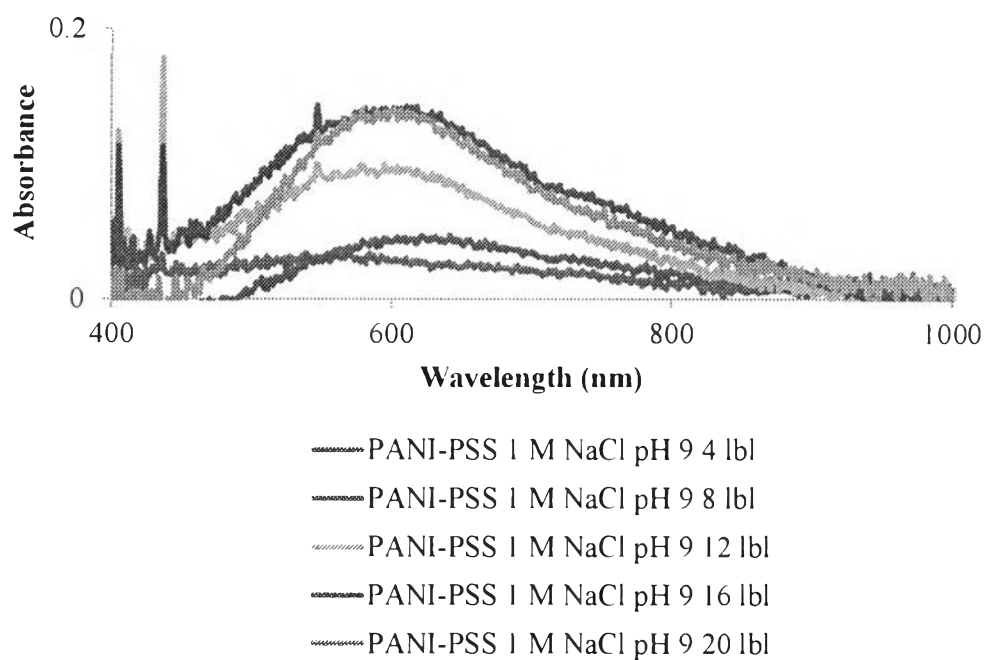 0.2
Absorbance
0
400
600
800
1000
Wavelength (nm)
PANI-PSS 1 M NaCl pH 9 4 lbl
PANI-PSS 1 M NaCl pH 9 8 lbl
PANI-PSS 1 M NaCl pH 9 12 lbl
PANI-PSS 1 M NaCl pH 9 16 lbl
PANI-PSS 1 M NaCl pH 9 20 lbl